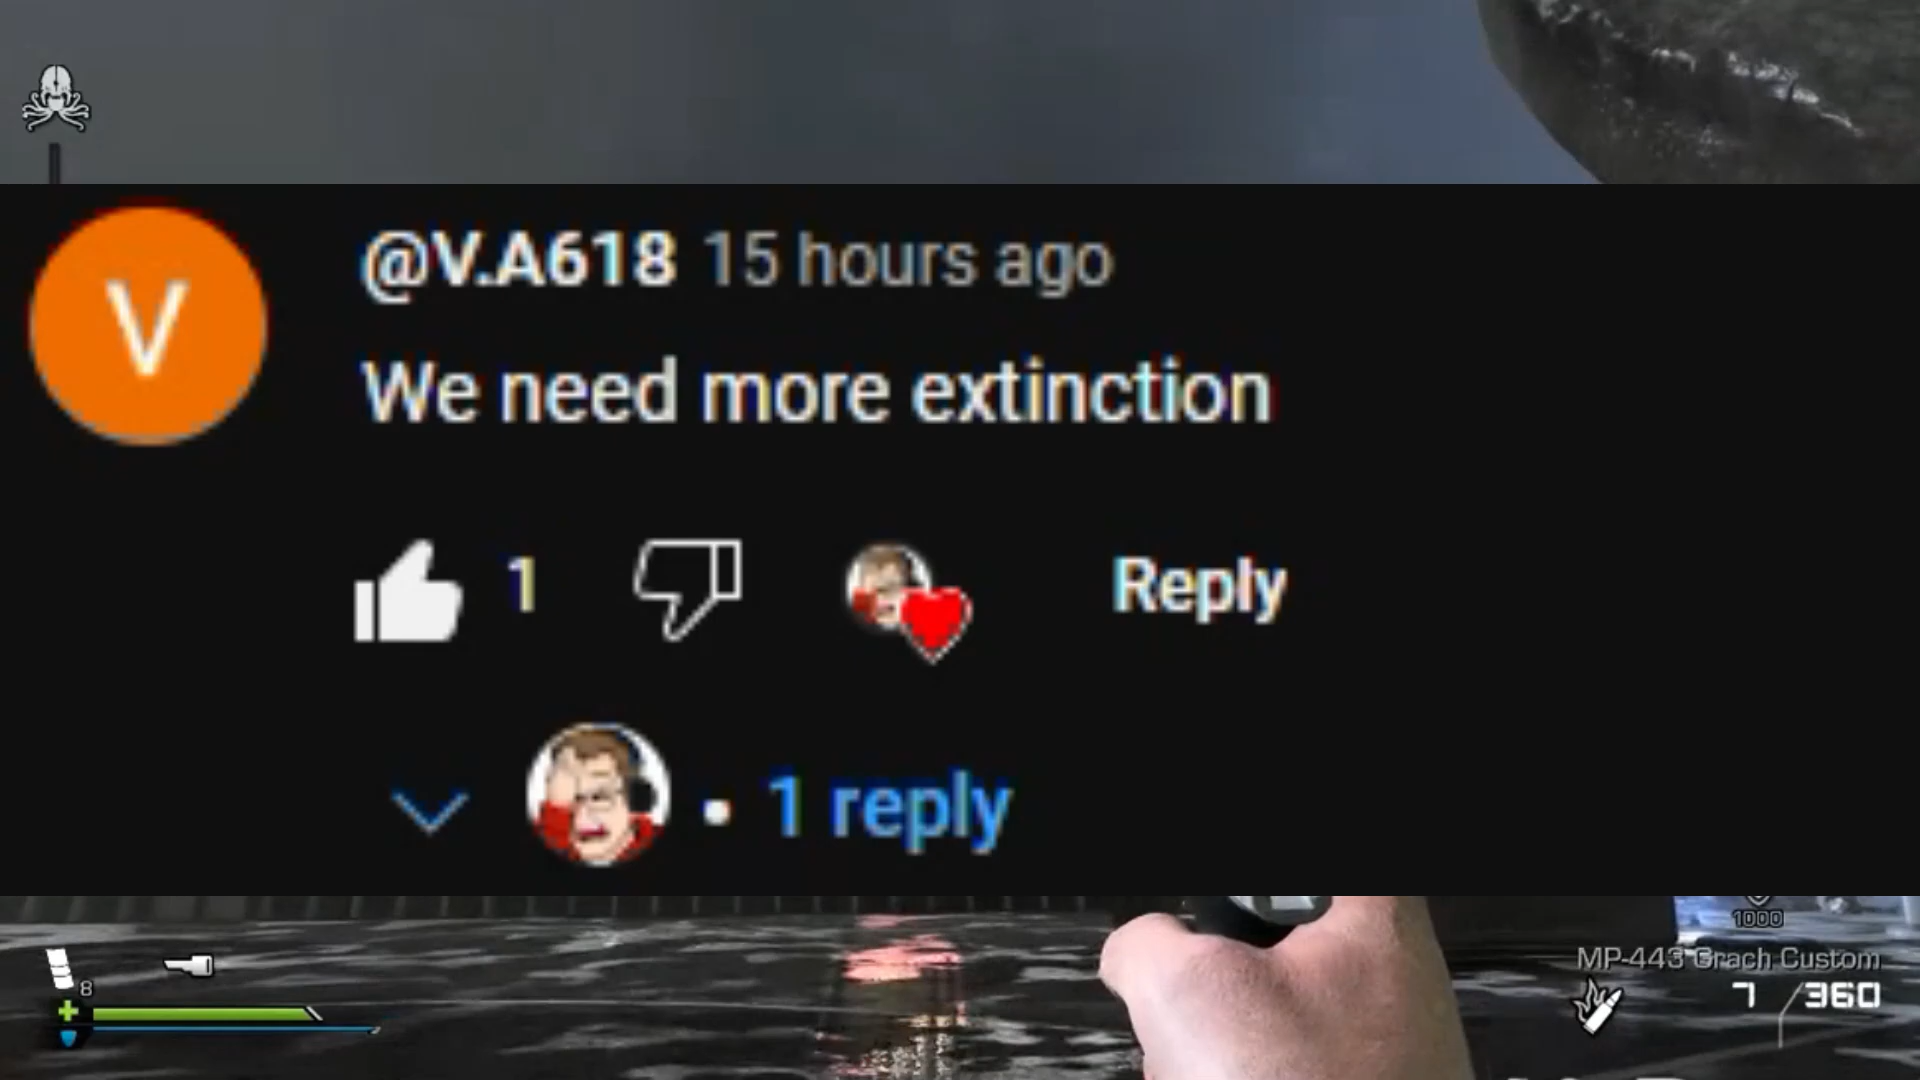 V
@V.A618 15 hours ago
We need more extinction
1
Reply
• 1 reply
1000
MP-443 Grach Custom
8
7 / 360